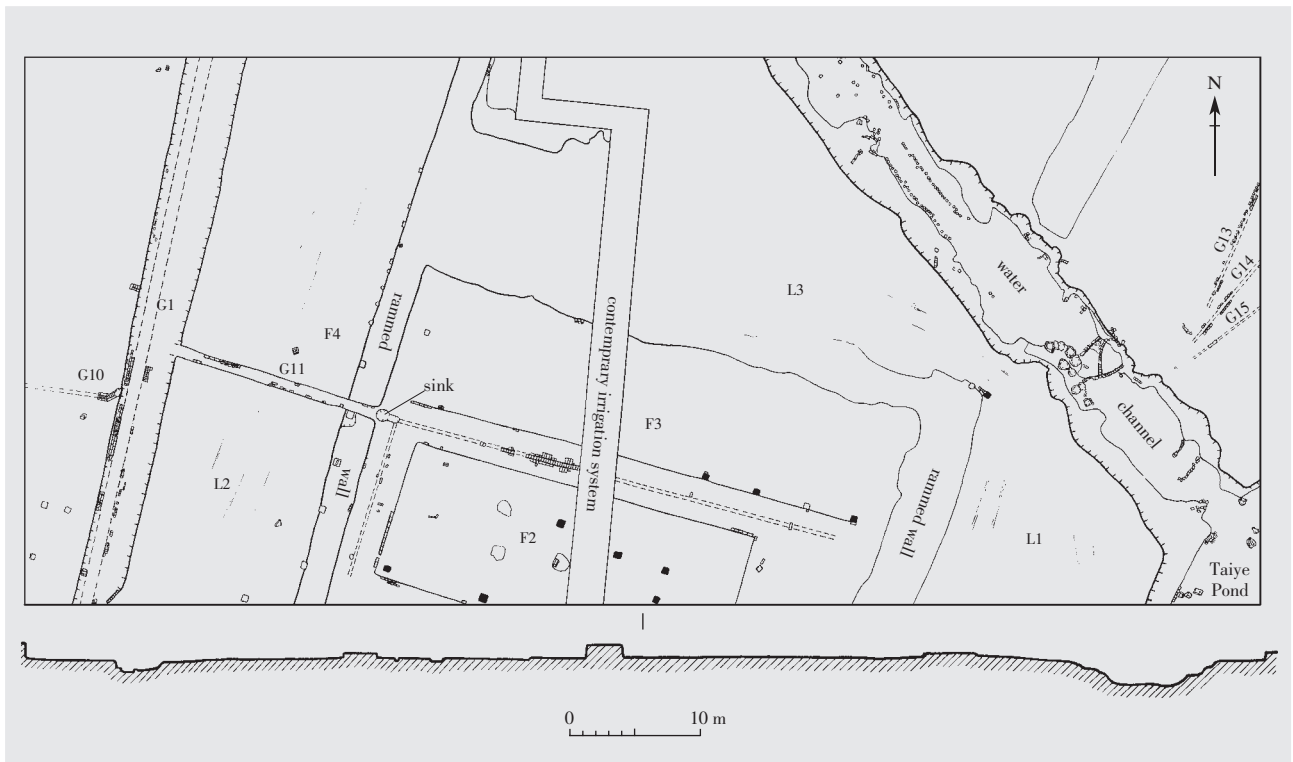 N
G13
G14
G15
G1
L3
water
rammed
F4
contemprary irrigation system
G10
G11
sink
F3
channel
L2
wall
F2
rammed wall
L1
Taiye
Pond
0 10 m